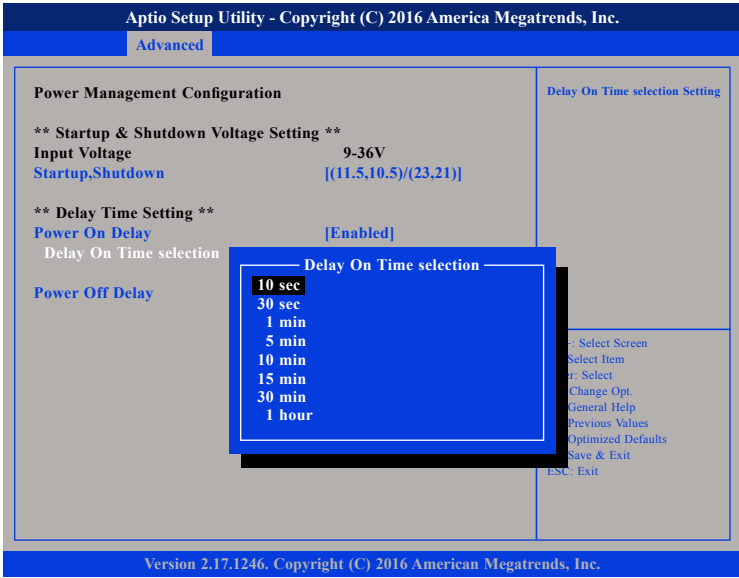 Aptio Setup Utility - Copyright (C) 2016 America Megatrends, Inc.
Advanced
Power Management Configuration
** Startup & Shutdown Voltage Setting **
Input Voltage 9-36V
Startup,Shutdown [(11.5,10.5)/(23,21)]
** Delay Time Setting **
Power On Delay [Enabled]
Delay On Time selection
Power Off Delay
Delay On Time selection
10 sec
30 sec
1 min
5 min
10 min
15 min
30 min
1 hour
Delay On Time selection Setting
: Select Screen
Select Item
: Select
Change Opt.
General Help
Previous Values
Optimized Defaults
Save & Exit
ESC: Exit
Version 2.17.1246. Copyright (C) 2016 American Megatrends, Inc.